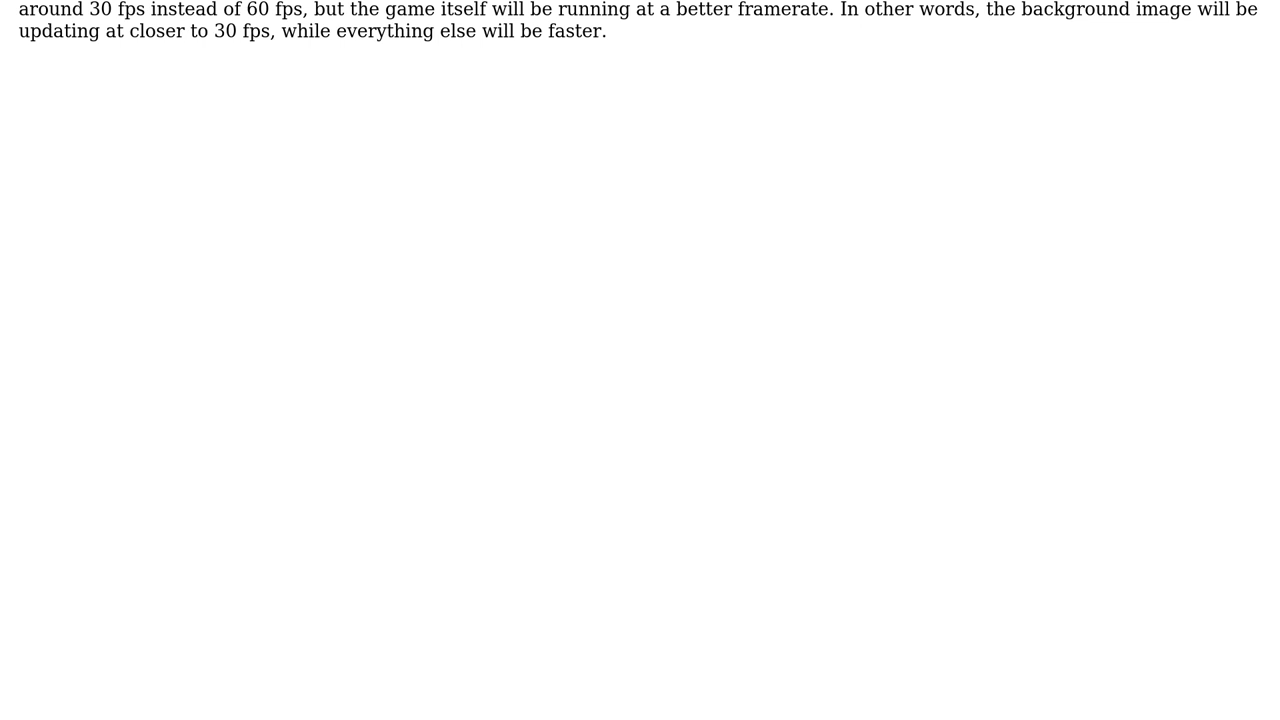 around 30 fps instead of 60 fps, but the game itself will be running at a better framerate. In other words, the background image will be
updating at closer to 30 fps, while everything else will be faster.